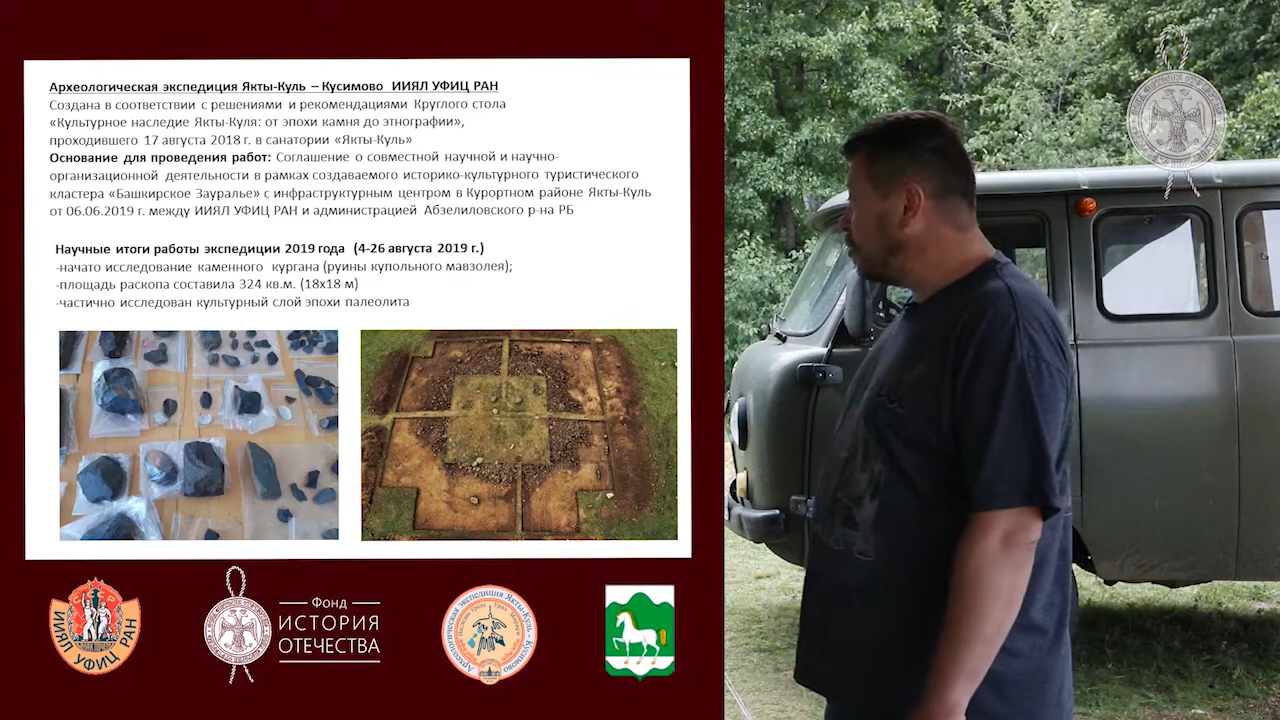 Археологическая экспедиция Якты-Куль – Кусимово ИИЯЛ УФИЦ РАН
Создана в соответствии с решениями и рекомендациями Круглого стола
«Культурное наследие Якты-Куля: от эпохи камня до этнографии»,
проходившего 17 августа 2018 г. в санатории «Якты-Куль»
Основание для проведения работ: Соглашение о совместной научной и научно-
организационной деятельности в рамках создаваемого историко-культурного туристического
кластера «Башкирское Зауралье» с инфраструктурным центром в Курортном районе Якты-Куль
от 06.06.2019 г. между ИИЯЛ УФИЦ РАН и администрацией Абзелиловского р-на РБ
Научные итоги работы экспедиции 2019 года (4-26 августа 2019 г.)
-начато исследование каменного кургана (руины купольного мавзолея);
-площадь раскопа составила 324 кв.м. (18х18 м)
-частично исследован культурный слой эпохи палеолита
ИИЯЛ УФИЦ РАН
Фонд
ИСТОРИЯ
ОТЕЧЕСТВА
Археологическая экспедиция Якты-Куль - Кусимово